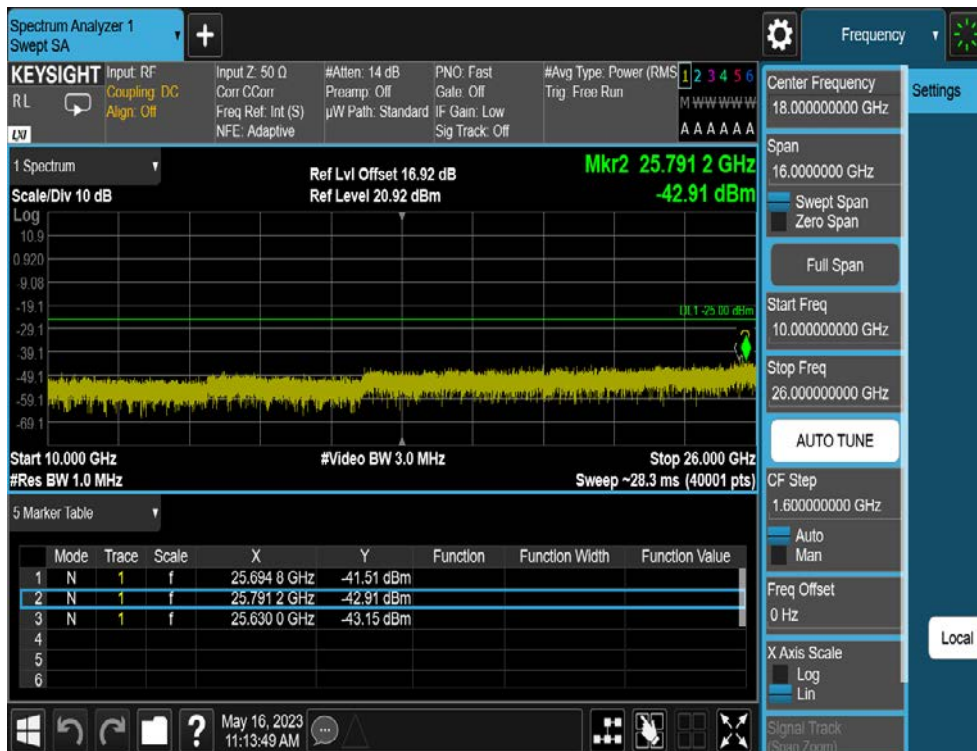 Spectrum Analyzer 1
Swept SA
+
Frequency
KEYSIGHT
RL
LXI
Input: RF
Coupling: DC
Align: Off
Input Z: 50 Ω
Corr CCorr
Freq Ref: Int (S)
NFE: Adaptive
#Atten: 14 dB
Preamp: Off
µW Path: Standard
PNO: Fast
Gate: Off
IF Gain: Low
Sig Track: Off
#Avg Type: Power (RMS
Trig: Free Run
1 2 3 4 5 6
M W W W W W
A A A A A A
Center Frequency
18.000000000 GHz
Settings
Span
16.0000000 GHz
Swept Span
Zero Span
Full Span
Start Freq
10.000000000 GHz
Stop Freq
26.000000000 GHz
AUTO TUNE
CF Step
1.600000000 GHz
Auto
Man
Freq Offset
0 Hz
X Axis Scale
Log
Lin
Signal Track
(Span Zoom)
Local
1 Spectrum
Scale/Div 10 dB
Log
Ref Lvl Offset 16.92 dB
Ref Level 20.92 dBm
Mkr2 25.791 2 GHz
-42.91 dBm
10.9
0.920
-9.08
-19.1
-29.1
-39.1
-49.1
-59.1
-69.1
DL1 -25.00 dBm
Start 10.000 GHz
#Res BW 1.0 MHz
#Video BW 3.0 MHz
Stop 26.000 GHz
Sweep ~28.3 ms (40001 pts)
5 Marker Table
Mode Trace Scale X Y Function Function Width Function Value
1 N 1 f 25.694 8 GHz -41.51 dBm
2 N 1 f 25.791 2 GHz -42.91 dBm
3 N 1 f 25.630 0 GHz -43.15 dBm
4
5
6
?
May 16, 2023
11:13:49 AM